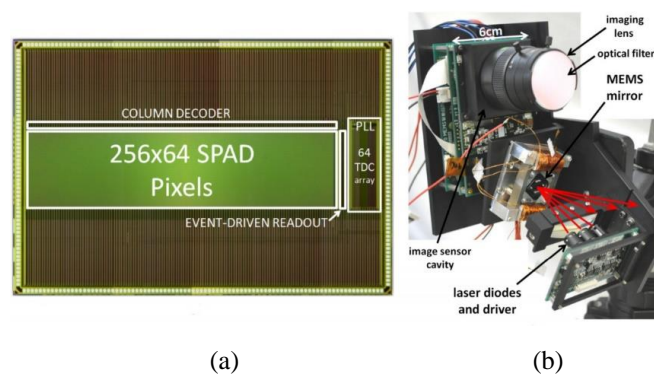 COLUMN DECODER
256x64 SPAD
Pixels
PLL
64
TDC
array
EVENT-DRIVEN READOUT
6cm
imaging
lens
optical filter
MEMS
mirror
image sensor
cavity
laser diodes
and driver
(a)
(b)